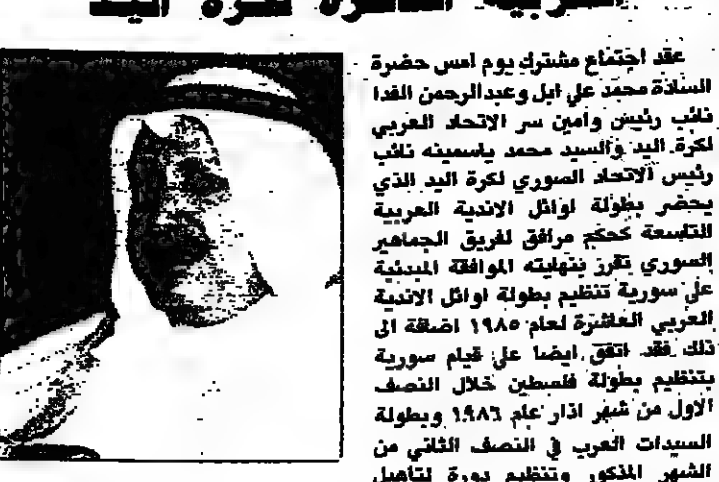 العربية العاشرة لكرة اليد
عقد اجتماع مشترك يوم امس حضرة
السادة محمد علي ابل وعبدالرحمن الفدا
نائب رئيس وامين سر الاتحاد العربي
لكرة اليد والسيد محمد ياسمينه نائب
رئيس الاتحاد السوري لكرة اليد الذي
يحضر بطولة اوائل الاندية العربية
التاسعة كحكم مرافق لفريق الجماهير
السوري تقرر بنهايته الموافقة المبدئية
على سورية تنظيم بطولة اوائل الاندية
العربي العاشرة لعام ١٩٨٥ اضافة الى
ذلك فقد اتفق ايضا على قيام سورية
بتنظيم بطولة فلسطين خلال النصف
الاول من شهر اذار عام ١٩٨٦ وبطولة
السيدات العرب في النصف الثاني من
الشهر المذكور وتنظيم دورة لتاهيل